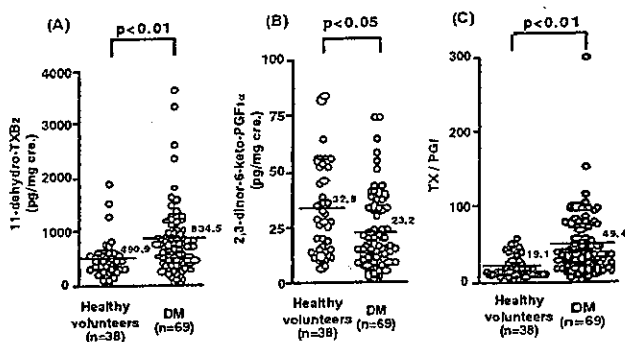 (A)
p<0.01
11-dehydro-TXB2
(pg/mg cre.)
4000
3000
2000
1000
0
490.9
834.5
Healthy
volunteers
(n=38)
DM
(n=69)
(B)
p<0.05
2,3-dinor-6-keto-PGF1α
(pg/mg cre.)
100
75
50
25
0
32.8
23.2
Healthy
volunteers
(n=38)
DM
(n=69)
(C)
p<0.01
TX / PGI
300
200
100
50
0
19.1
49.4
Healthy
volunteers
(n=38)
DM
(n=69)